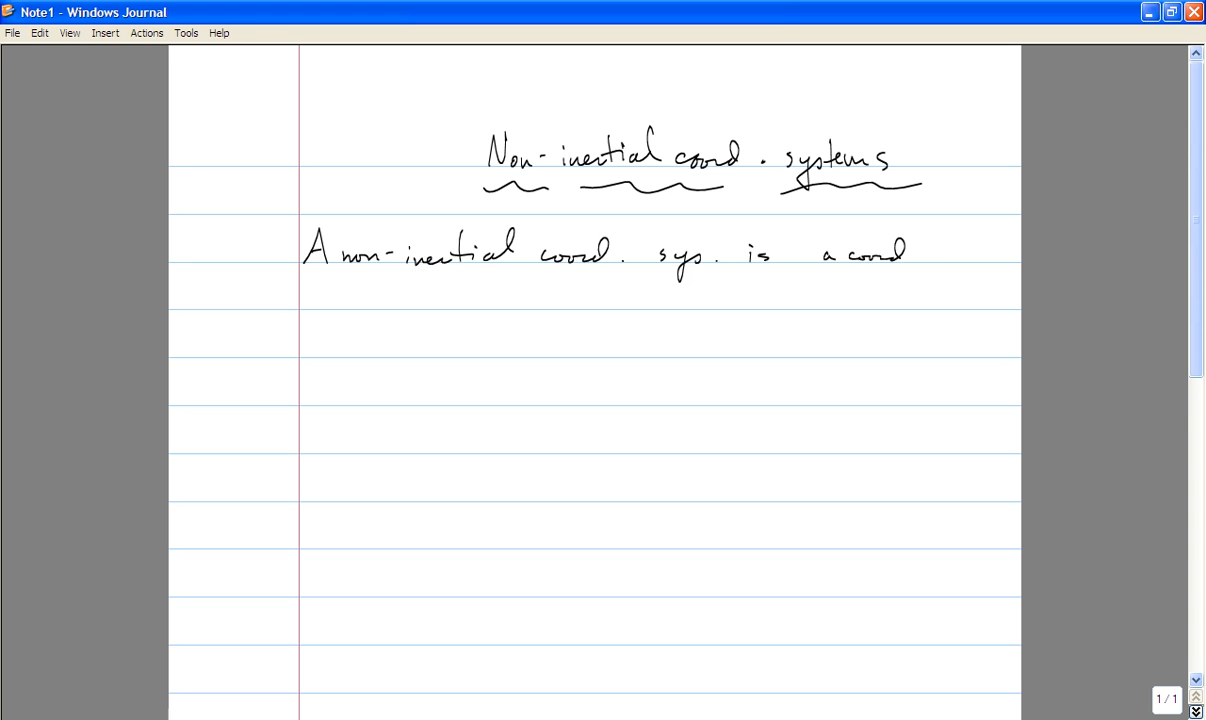 Note1 - Windows Journal
File Edit View Insert Actions Tools Help
Non-inertial coord. systems
A non-inertial coord. sys. is a coord
1 / 1